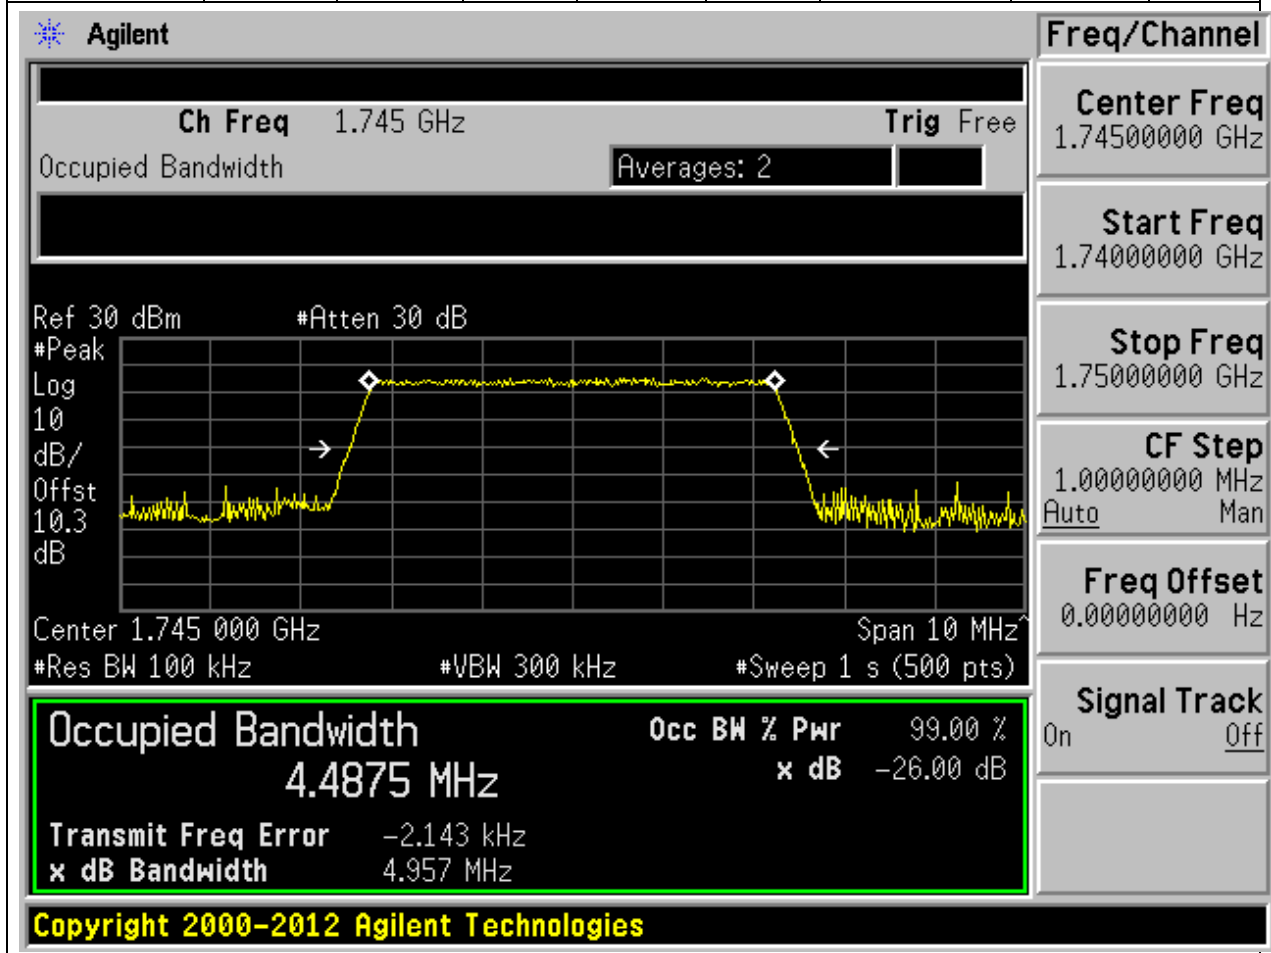 Agilent
Freq/Channel
Ch Freq 1.745 GHz Trig Free
Occupied Bandwidth Averages: 2
Center Freq
1.74500000 GHz
Start Freq
1.74000000 GHz
Stop Freq
1.75000000 GHz
CF Step
1.00000000 MHz
Auto Man
Freq Offset
0.00000000 Hz
Signal Track
On Off
Ref 30 dBm #Atten 30 dB
#Peak
Log
10
dB/
Offst
10.3
dB
Center 1.745 000 GHz Span 10 MHz^
#Res BW 100 kHz #VBW 300 kHz #Sweep 1 s (500 pts)
Occupied Bandwidth Occ BW % Pwr 99.00 %
4.4875 MHz x dB -26.00 dB
Transmit Freq Error -2.143 kHz
x dB Bandwidth 4.957 MHz
Copyright 2000-2012 Agilent Technologies